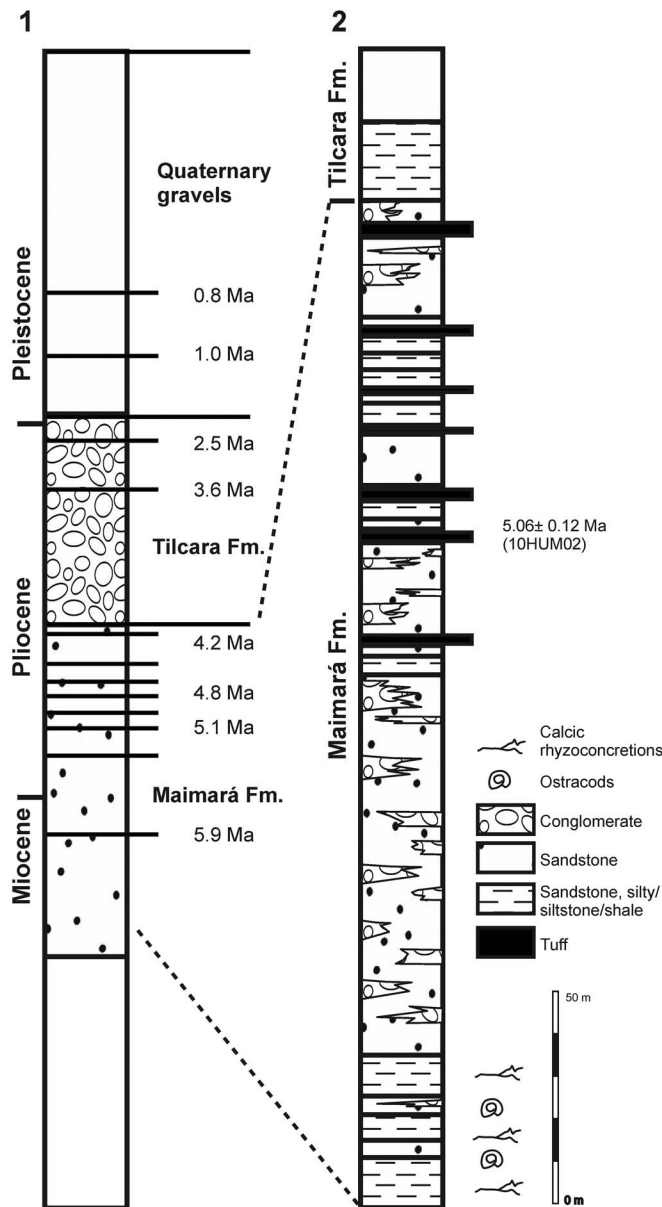 1
Quaternary
gravels
0.8 Ma
1.0 Ma
2.5 Ma
3.6 Ma
Tilcara Fm.
4.2 Ma
4.8 Ma
5.1 Ma
Maimará Fm.
5.9 Ma
Pleistocene
Pliocene
Miocene
2
Tilcara Fm.
Maimará Fm.
5.06± 0.12 Ma
(10HUM02)
Calcic
rhyzoconcretions
Ostracods
Conglomerate
Sandstone
Sandstone, silty/
siltstone/shale
Tuff
50 m
0 m